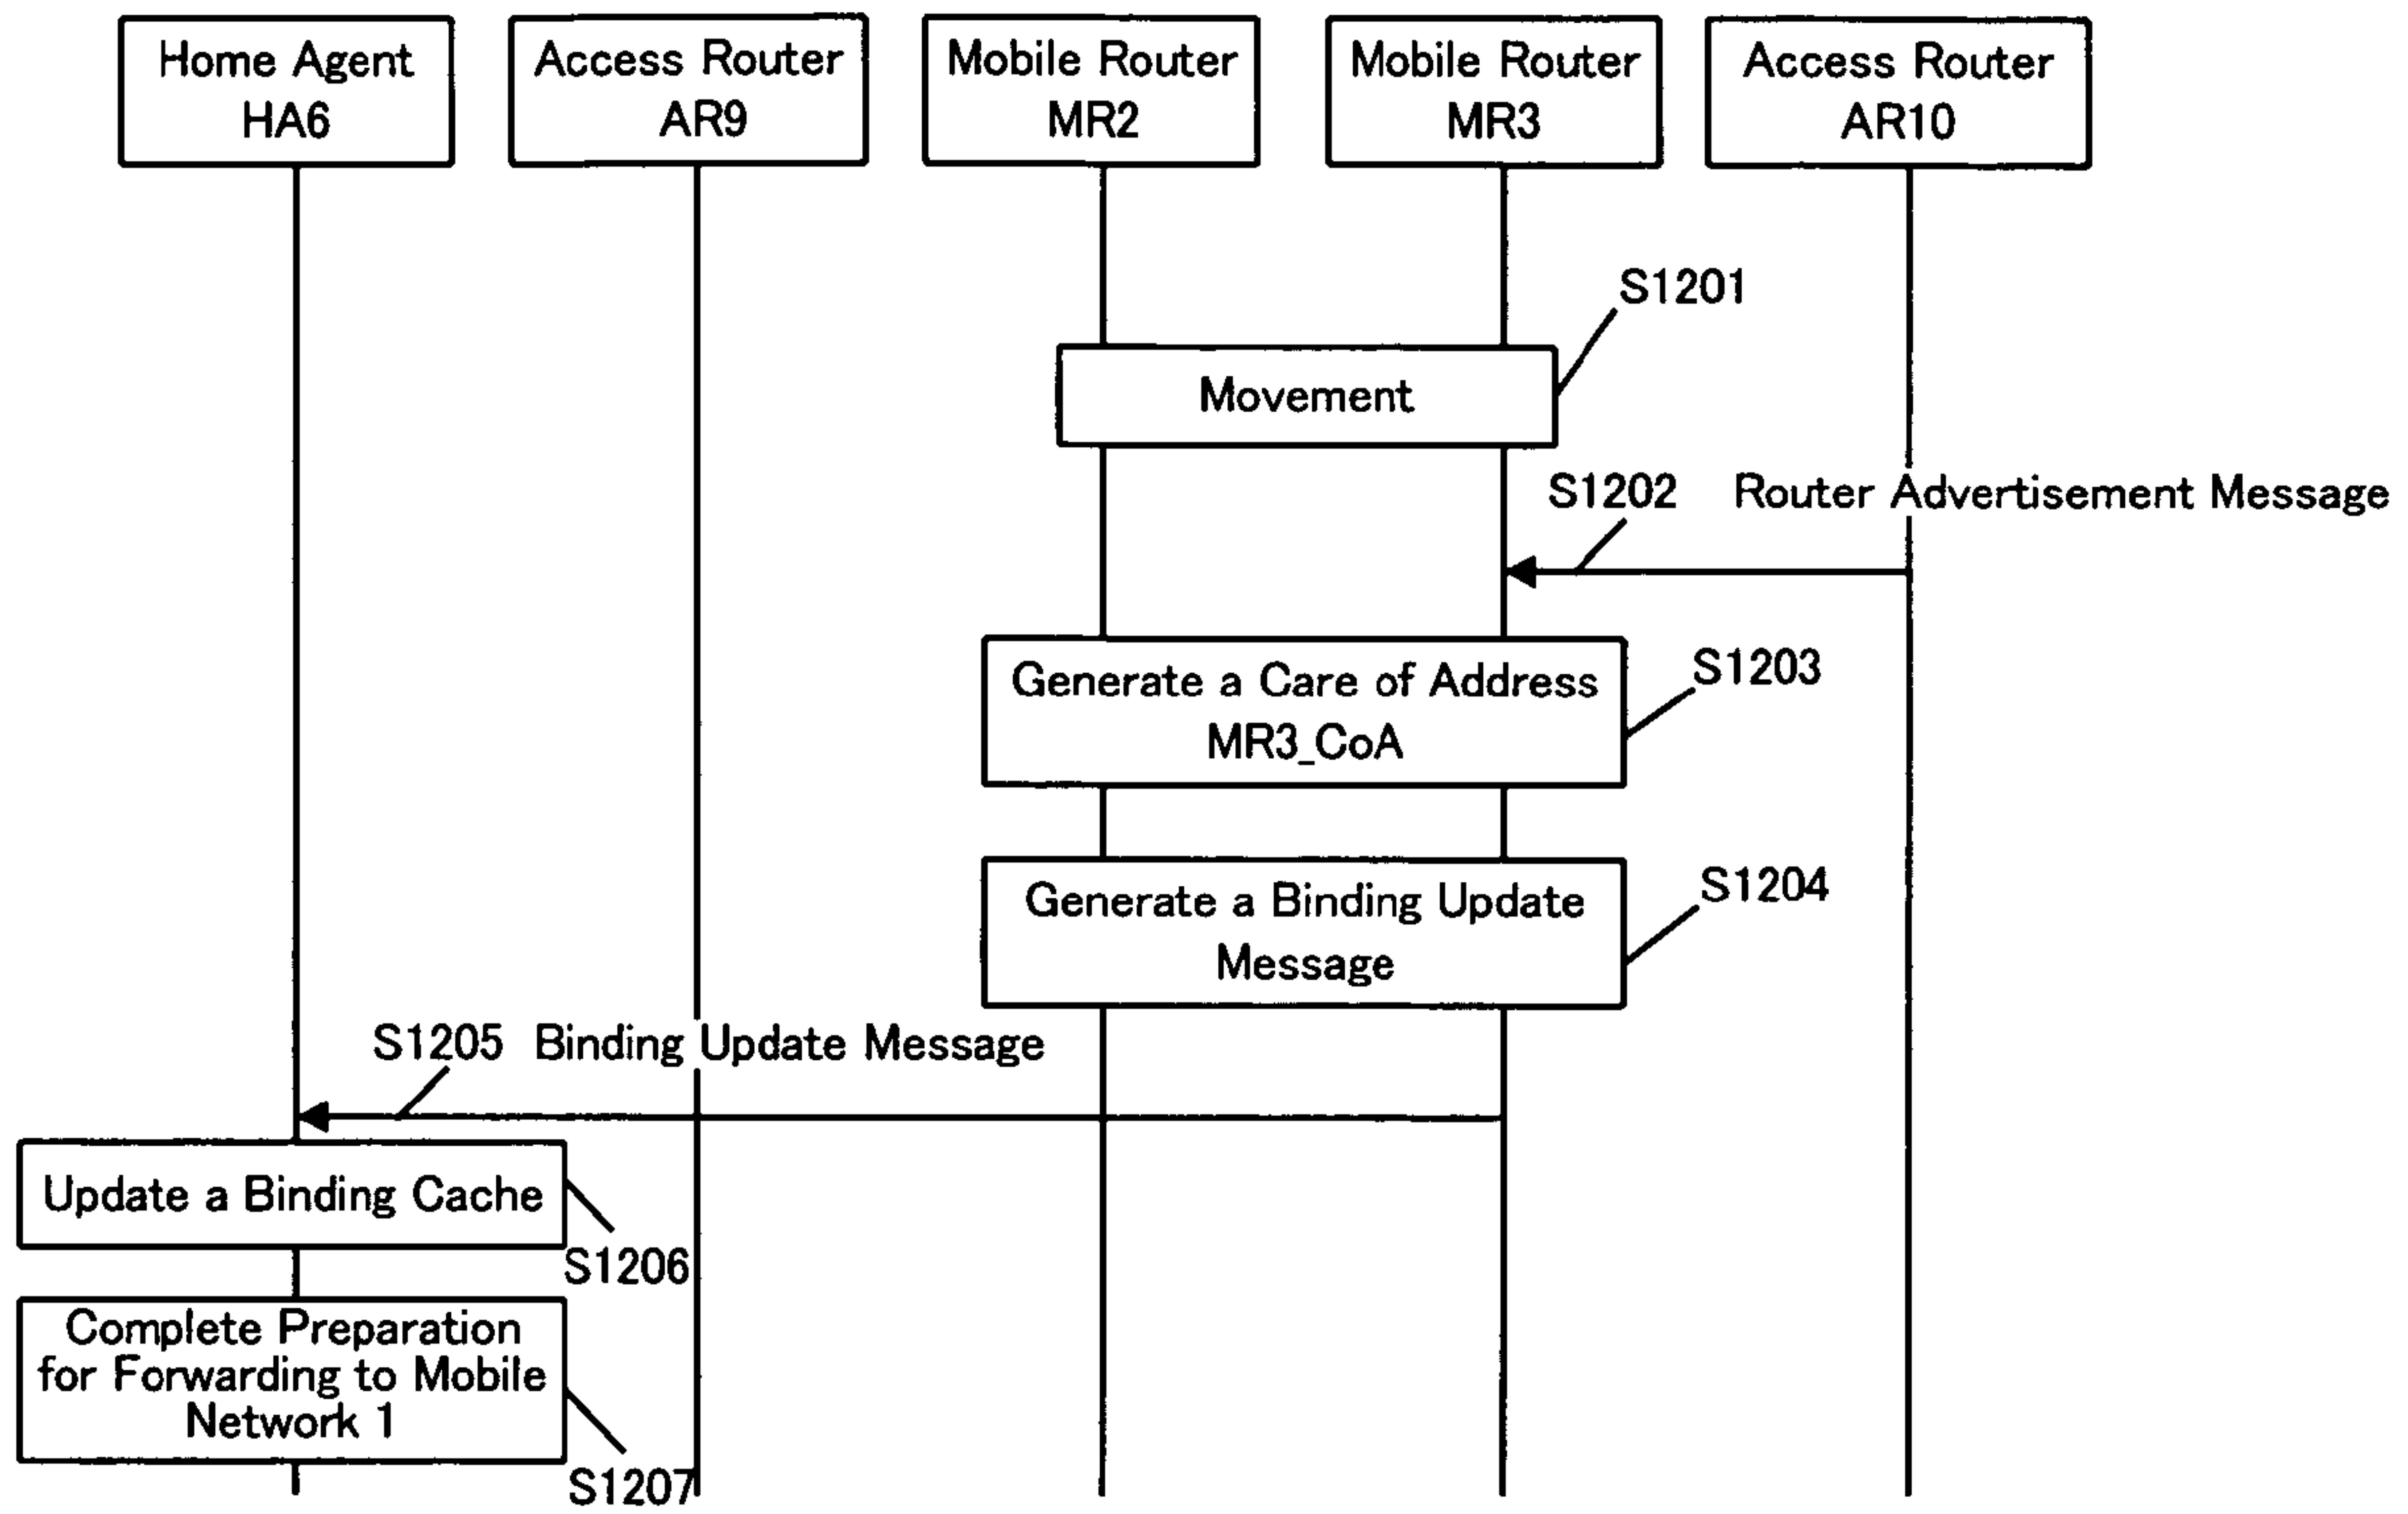 Home Agent
HA6
Access Router
AR9
Mobile Router
MR2
Mobile Router
MR3
Access Router
AR10
S1201
Movement
S1202 Router Advertisement Message
Generate a Care of Address
MR3_CoA
S1203
Generate a Binding Update
Message
S1204
S1205 Binding Update Message
Update a Binding Cache
S1206
Complete Preparation
for Forwarding to Mobile
Network 1
S1207